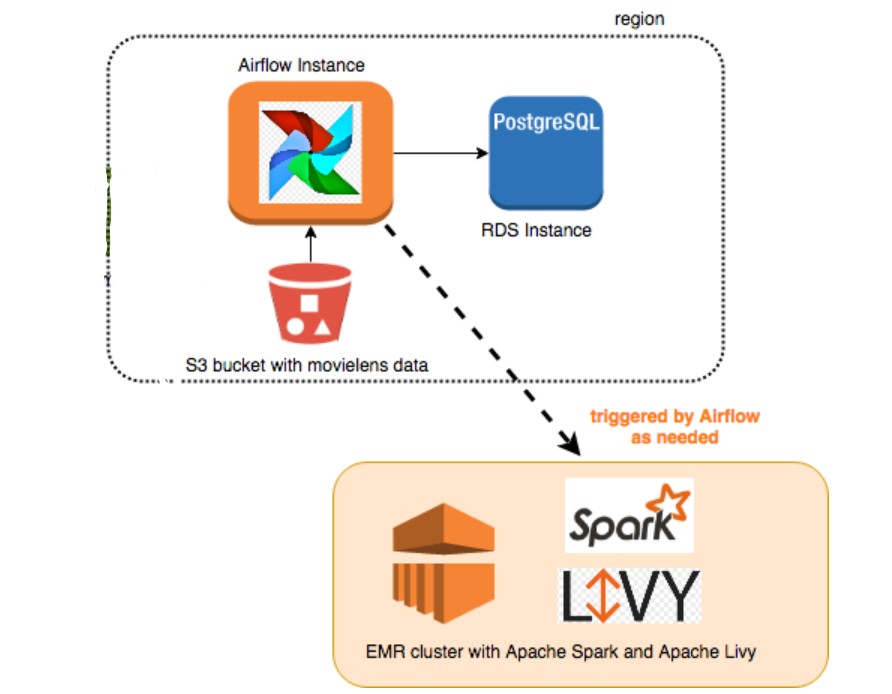 region
Airflow Instance
PostgreSQL
RDS Instance
S3 bucket with movielens data
triggered by Airflow
as needed
Spark
LIVY
EMR cluster with Apache Spark and Apache Livy